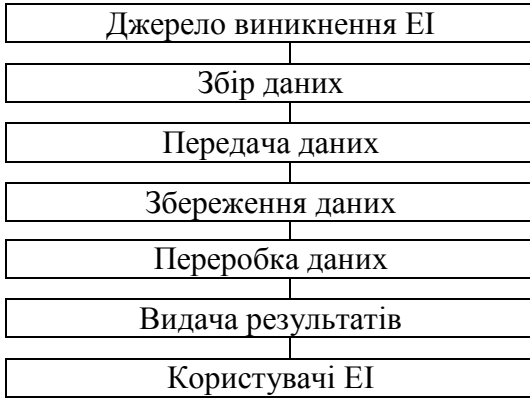 Джерело виникнення ЕІ
Збір даних
Передача даних
Збереження даних
Переробка даних
Видача результатів
Користувачі ЕІ